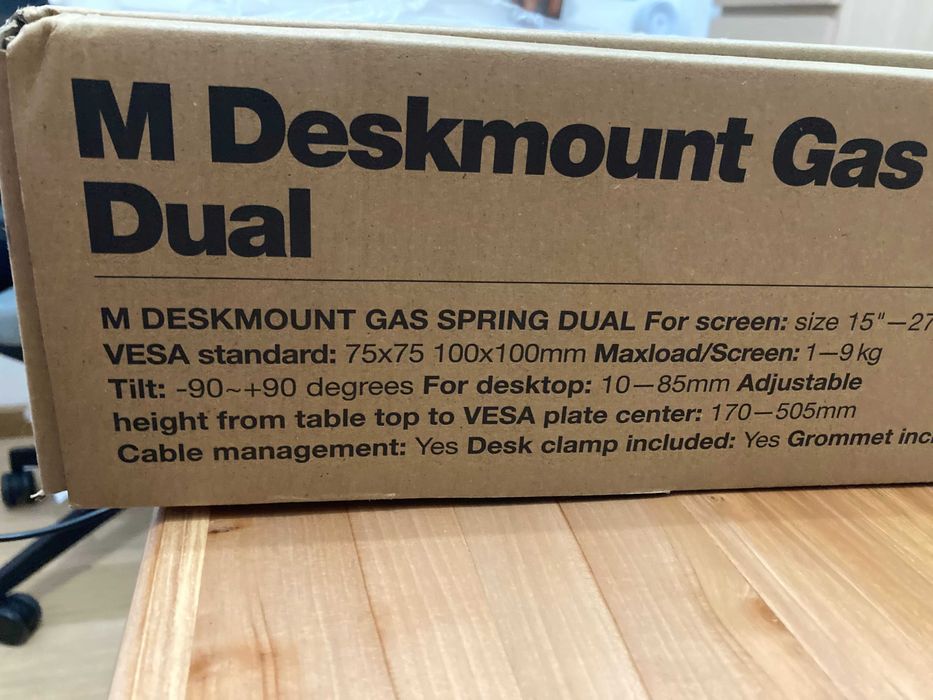 M Deskmount Gas
Dual
M DESKMOUNT GAS SPRING DUAL For screen: size 15"—27
VESA standard: 75x75 100x100mm Maxload/Screen: 1—9kg
Tilt: -90~+90 degrees For desktop: 10—85mm Adjustable
height from table top to VESA plate center: 170—505mm
Cable management: Yes Desk clamp included: Yes Grommet